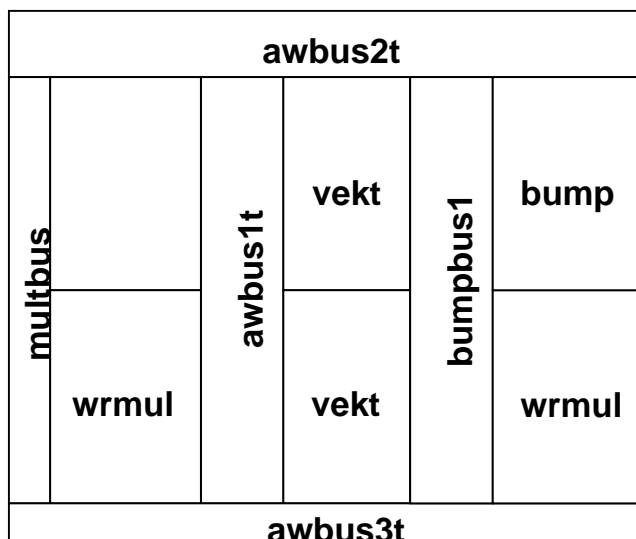 awbus2t
multbus
awbus1t
vekt
bumpbus1
bump
wrmul
vekt
wrmul
awbus3t